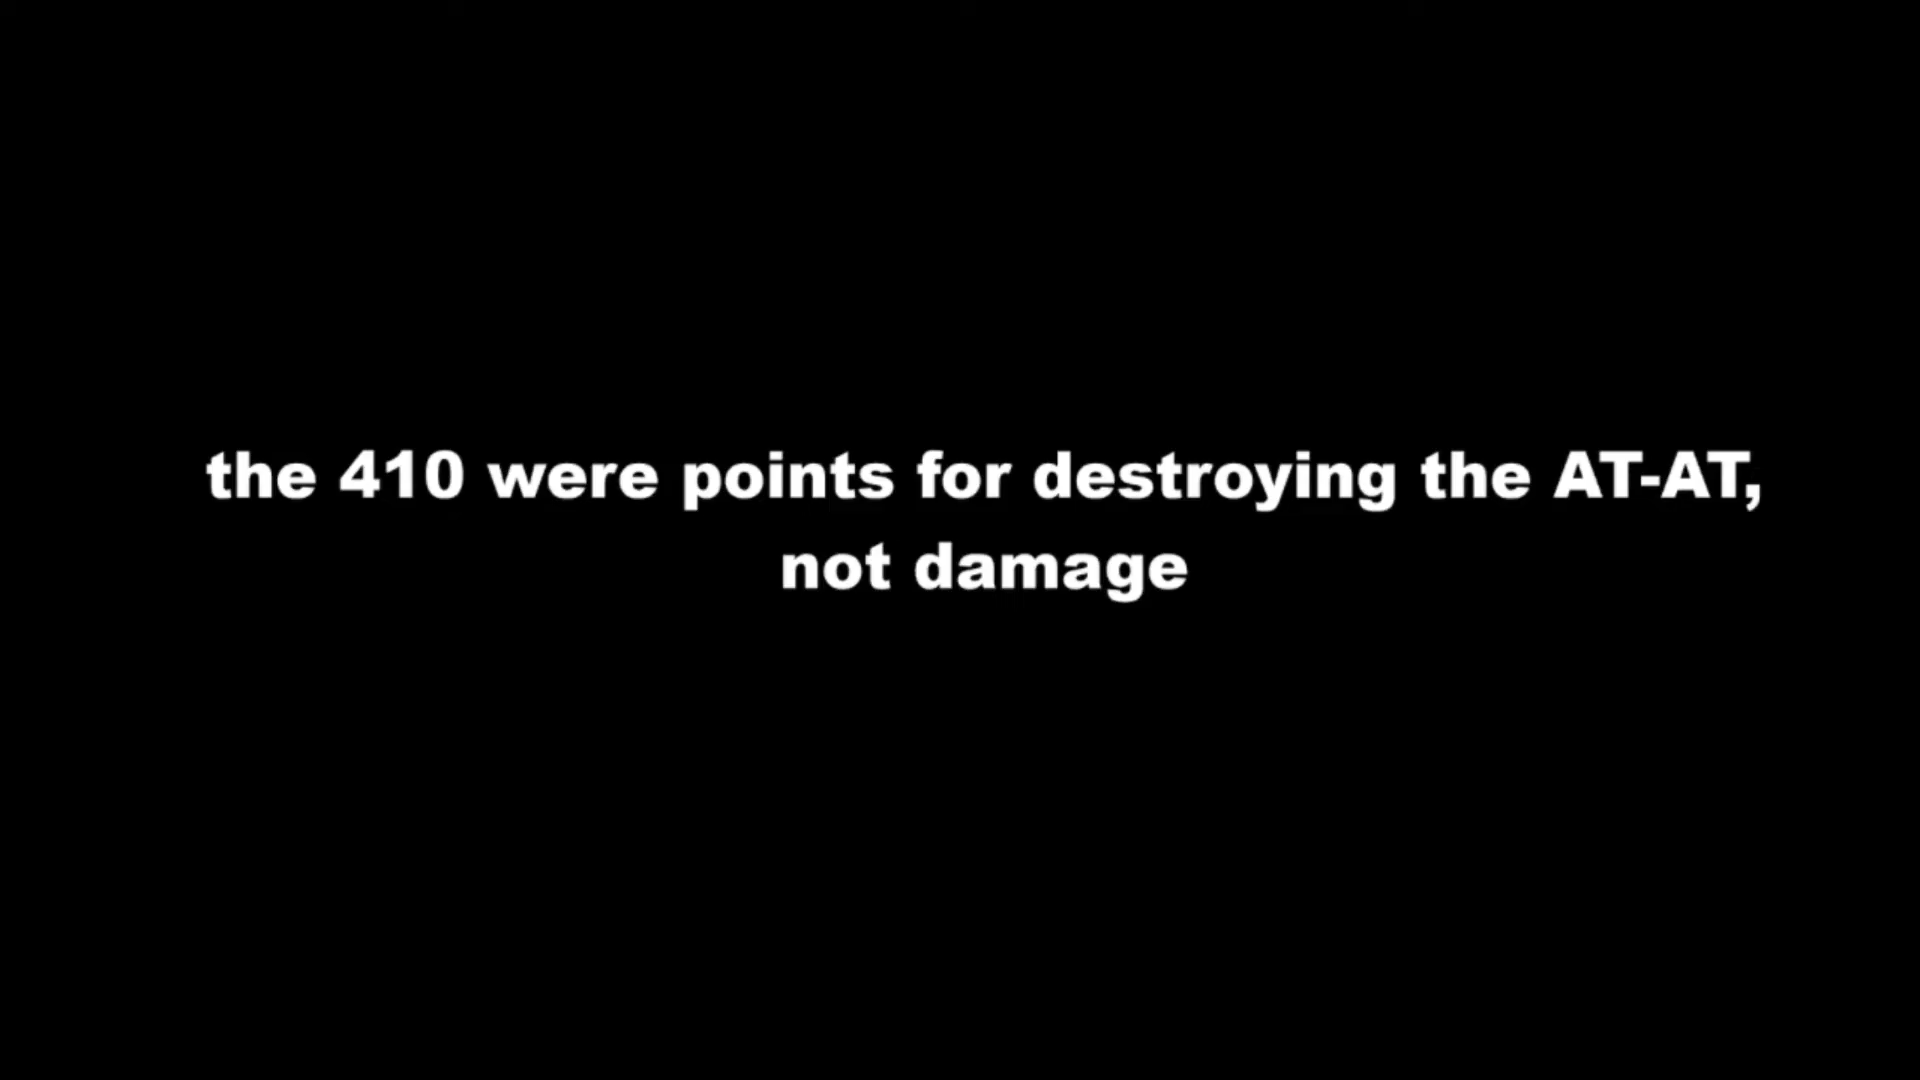 the 410 were points for destroying the AT-AT,
not damage